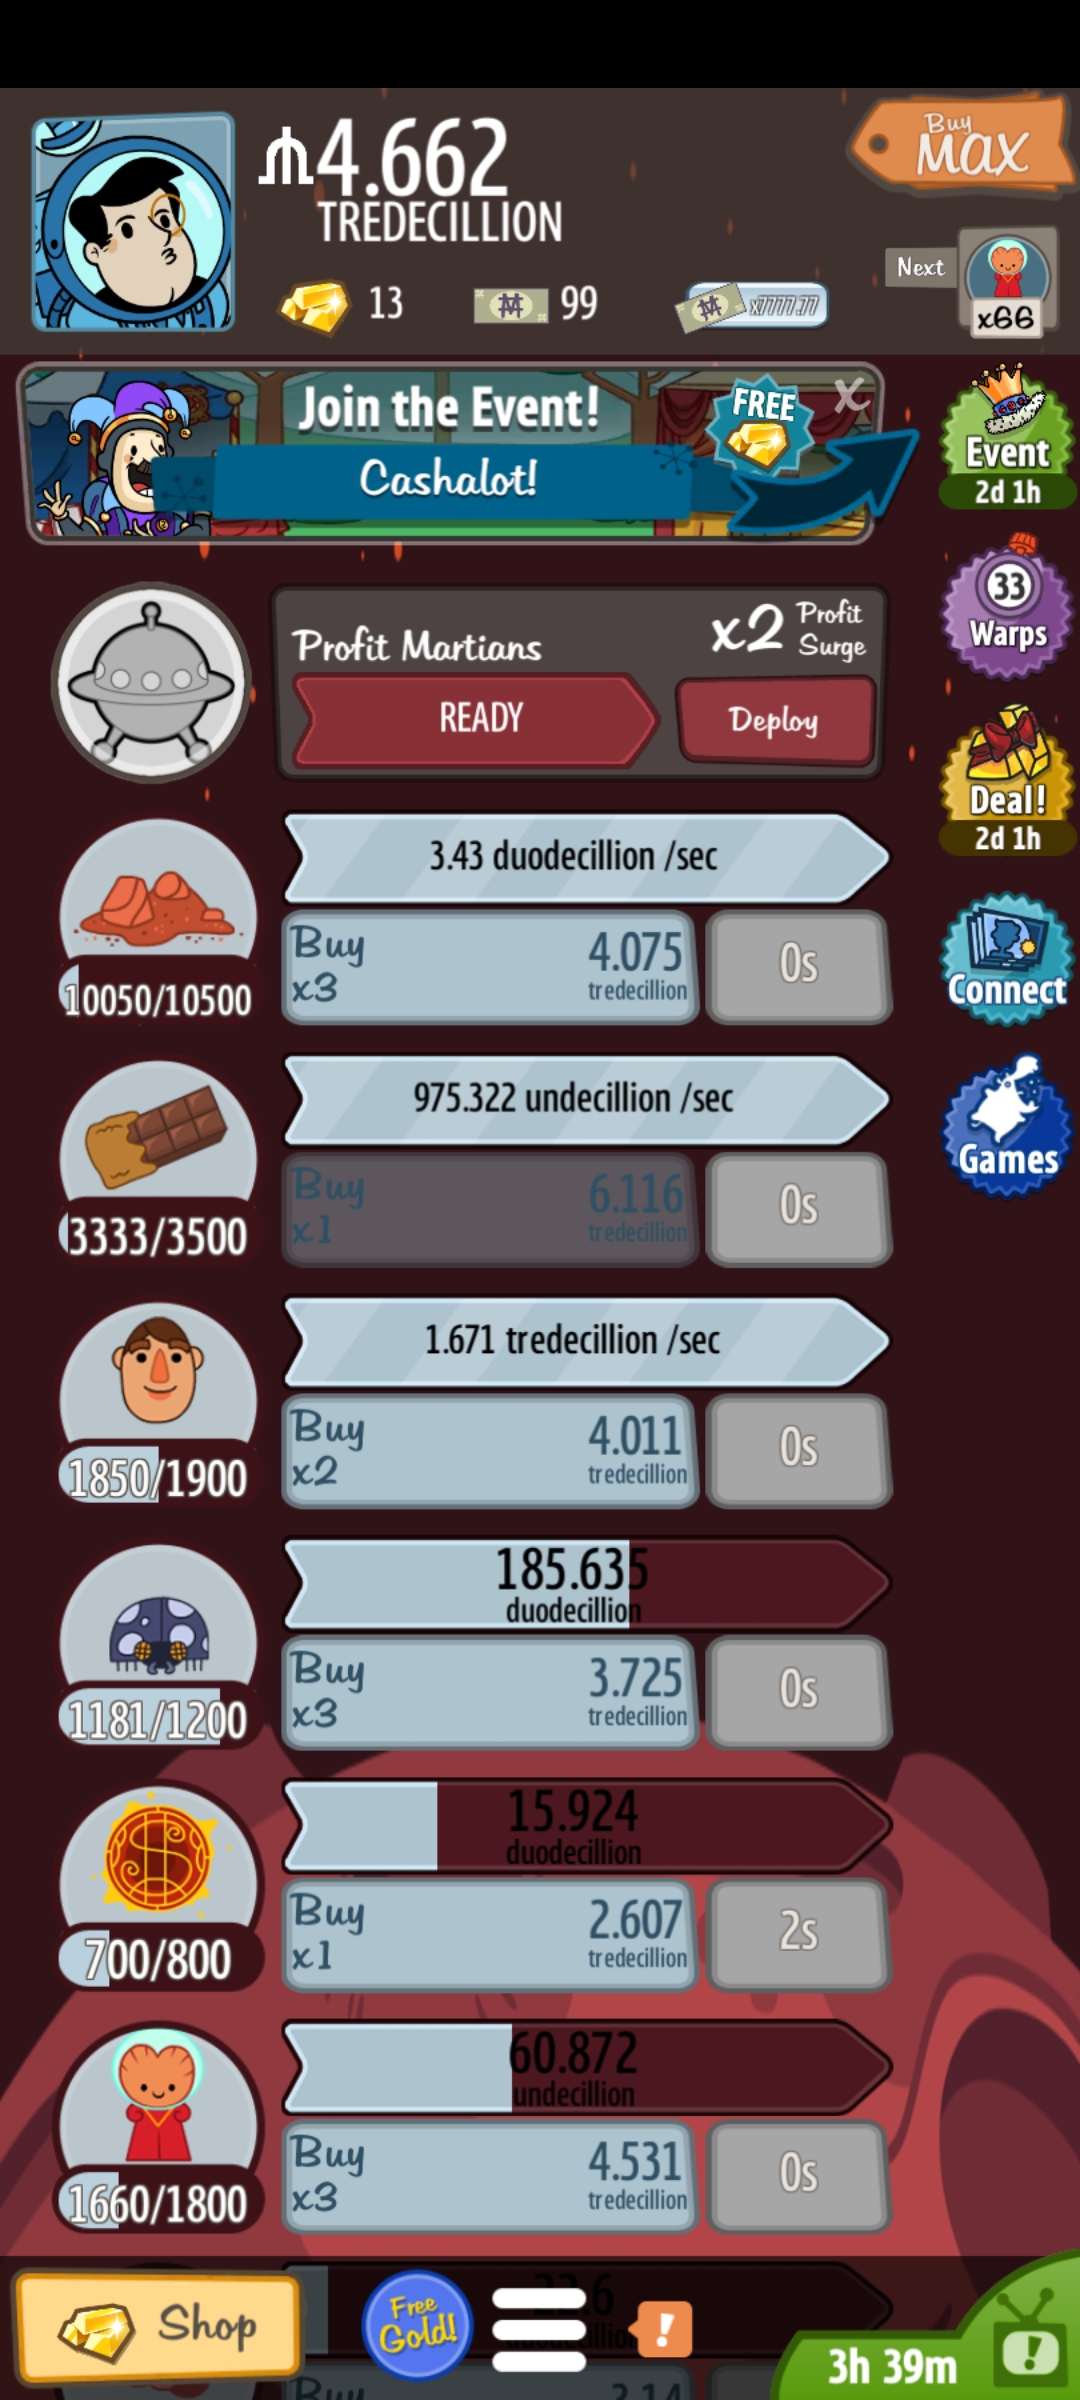 Buy
MAX
4.662
TREDECILLION
13
99
x7777.77
Next
x66
Join the Event!
FREE
X
Cashalot!
Event
2d 1h
33
Warps
Profit Martians
x2 Profit
Surge
READY
Deploy
Deal!
2d 1h
3.43 duodecillion /sec
Buy
x3
4.075
tredecillion
0s
10050/10500
Connect
975.322 undecillion /sec
Buy
x1
6.116
tredecillion
0s
3333/3500
Games
1.671 tredecillion /sec
Buy
x2
4.011
tredecillion
0s
1850/1900
185.635
duodecillion
Buy
x3
3.725
tredecillion
0s
1181/1200
15.924
duodecillion
Buy
x1
2.607
tredecillion
2s
700/800
60.872
undecillion
Buy
x3
4.531
tredecillion
0s
1660/1800
Shop
Free
Gold!
!
3h 39m
!
Buy
3.14